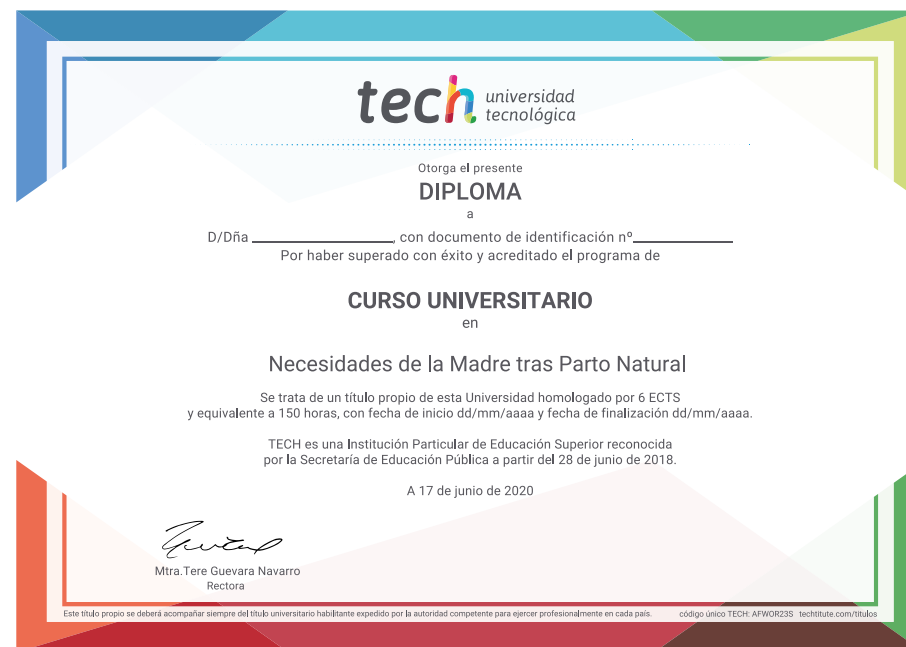 tech universidad
tecnológica
Otorga el presente
DIPLOMA
a
D/Dña ____________________, con documento de identificación nº______________
Por haber superado con éxito y acreditado el programa de
CURSO UNIVERSITARIO
en
Necesidades de la Madre tras Parto Natural
Se trata de un título propio de esta Universidad homologado por 6 ECTS
y equivalente a 150 horas, con fecha de inicio dd/mm/aaaa y fecha de finalización dd/mm/aaaa.
TECH es una Institución Particular de Educación Superior reconocida
por la Secretaría de Educación Pública a partir del 28 de junio de 2018.
A 17 de junio de 2020
Mtra.Tere Guevara Navarro
Rectora
Este título propio se deberá acompañar siempre del título universitario habilitante expedido por la autoridad competente para ejercer profesionalmente en cada país. código único TECH: AFWOR23S techtitute.com/títulos